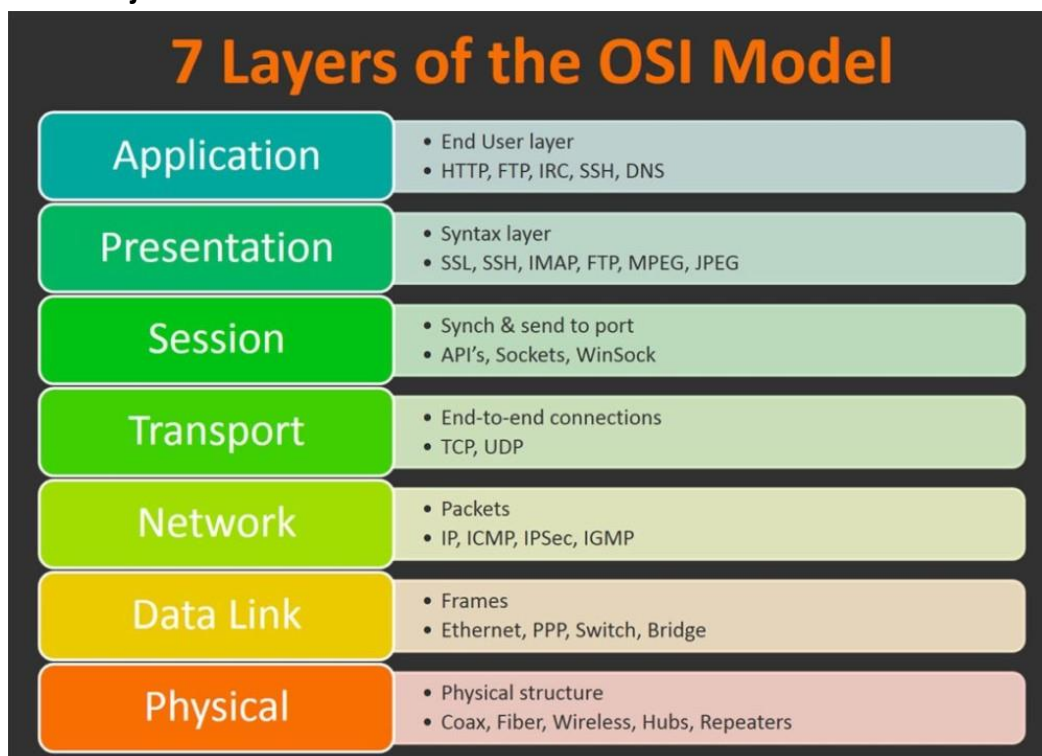 7 Layers of the OSI Model
Application
• End User layer
• HTTP, FTP, IRC, SSH, DNS
Presentation
• Syntax layer
• SSL, SSH, IMAP, FTP, MPEG, JPEG
Session
• Synch & send to port
• API's, Sockets, WinSock
Transport
• End-to-end connections
• TCP, UDP
Network
• Packets
• IP, ICMP, IPSec, IGMP
Data Link
• Frames
• Ethernet, PPP, Switch, Bridge
Physical
• Physical structure
• Coax, Fiber, Wireless, Hubs, Repeaters